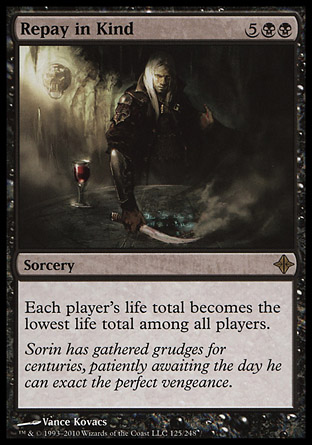 Repay in Kind 5
Sorcery
Each player's life total becomes the
lowest life total among all players.
Sorin has gathered grudges for
centuries, patiently awaiting the day he
can exact the perfect vengeance.
Vance Kovacs
™ & © 1993–2010 Wizards of the Coast LLC 125/248